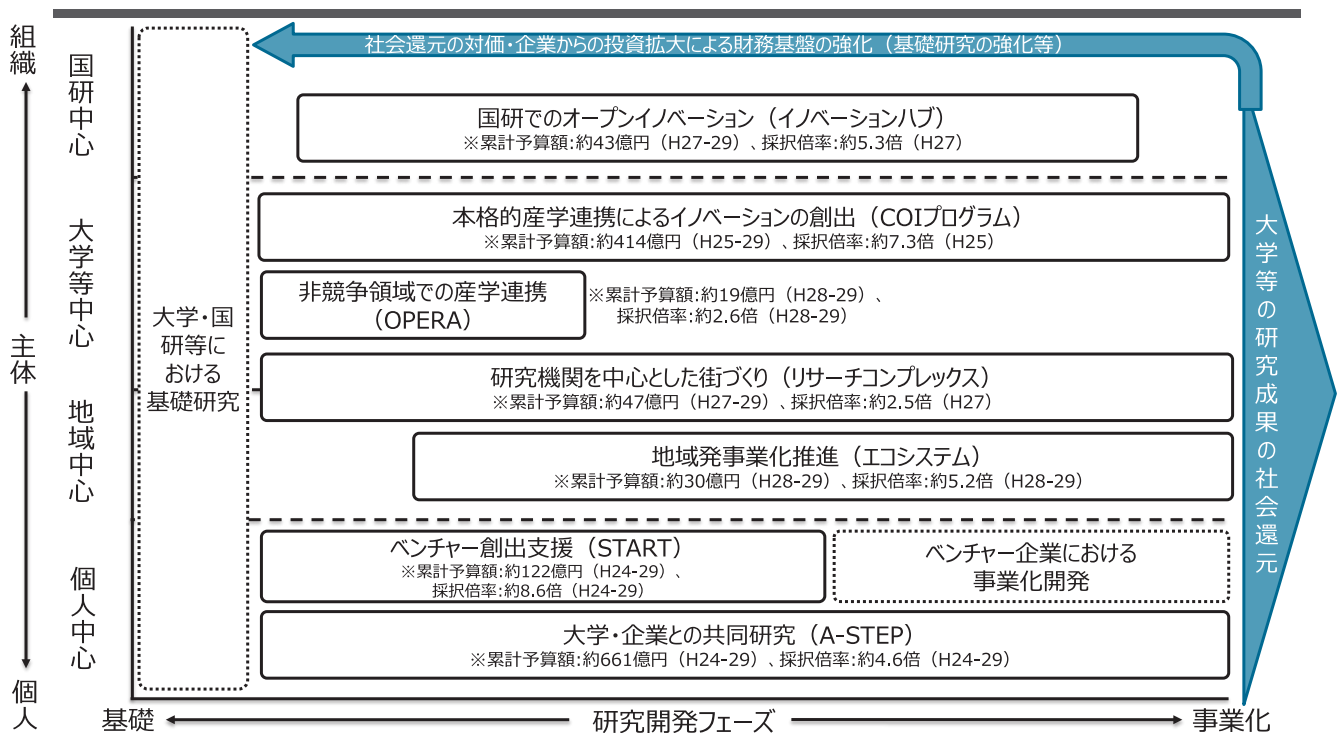 組織
主体
個人
国研中心
大学等中心
地域中心
個人中心
社会還元の対価・企業からの投資拡大による財務基盤の強化（基礎研究の強化等）
大学・国
研等に
おける
基礎研究
国研でのオープンイノベーション（イノベーションハブ）
※累計予算額:約43億円（H27-29）、採択倍率:約5.3倍（H27）
本格的産学連携によるイノベーションの創出（COIプログラム）
※累計予算額:約414億円（H25-29）、採択倍率:約7.3倍（H25）
非競争領域での産学連携
（OPERA）
※累計予算額:約19億円（H28-29）、
採択倍率:約2.6倍（H28-29）
研究機関を中心とした街づくり（リサーチコンプレックス）
※累計予算額:約47億円（H27-29）、採択倍率:約2.5倍（H27）
地域発事業化推進（エコシステム）
※累計予算額:約30億円（H28-29）、採択倍率:約5.2倍（H28-29）
ベンチャー創出支援（START）
※累計予算額:約122億円（H24-29）、
採択倍率:約8.6倍（H24-29）
ベンチャー企業における
事業化開発
大学・企業との共同研究（A-STEP）
※累計予算額:約661億円（H24-29）、採択倍率:約4.6倍（H24-29）
大学等の研究成果の社会還元
基礎
研究開発フェーズ
事業化